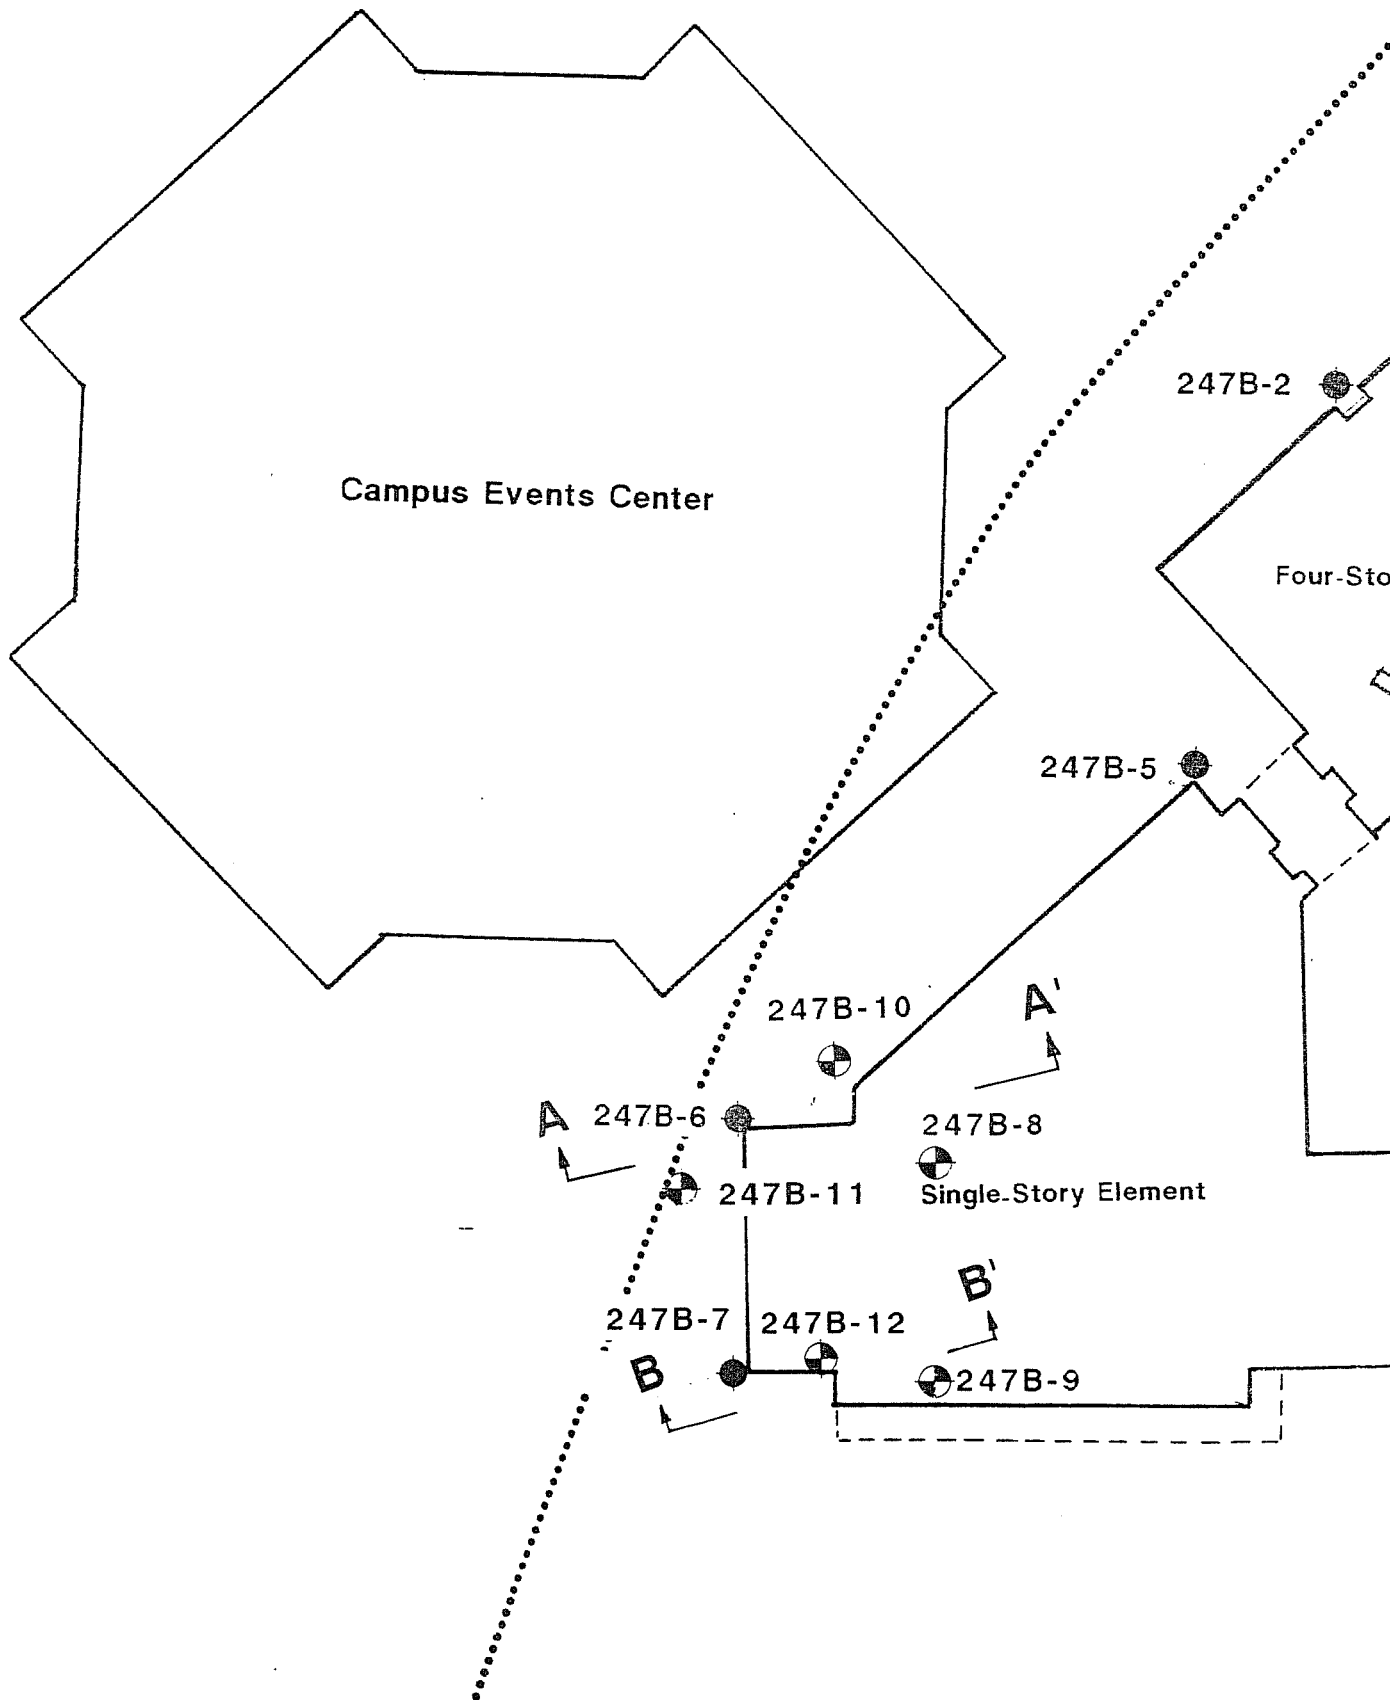 247B-2
Campus Events Center
Four-Sto
247B-5
247B-10
A'
A
247B-6
247B-8
247B-11
Single-Story Element
B'
247B-7
247B-12
B
247B-9